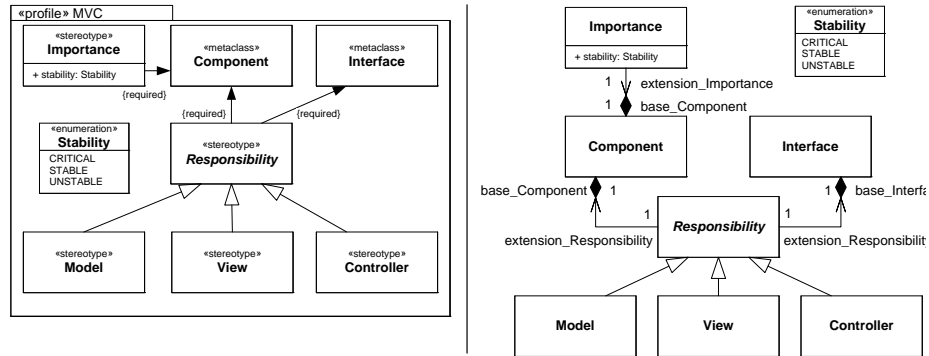 «profile» MVC
«stereotype»
Importance
+ stability: Stability
«metaclass»
Component
«metaclass»
Interface
{required}
{required}
{required}
«enumeration»
Stability
CRITICAL
STABLE
UNSTABLE
«stereotype»
Responsibility
«stereotype»
Model
«stereotype»
View
«stereotype»
Controller
Importance
+ stability: Stability
«enumeration»
Stability
CRITICAL
STABLE
UNSTABLE
1 extension_Importance
1 base_Component
Component
Interface
base_Component 1
1 base_Interfa
1
Responsibility
1
extension_Responsibility
extension_Responsibility
Model
View
Controller